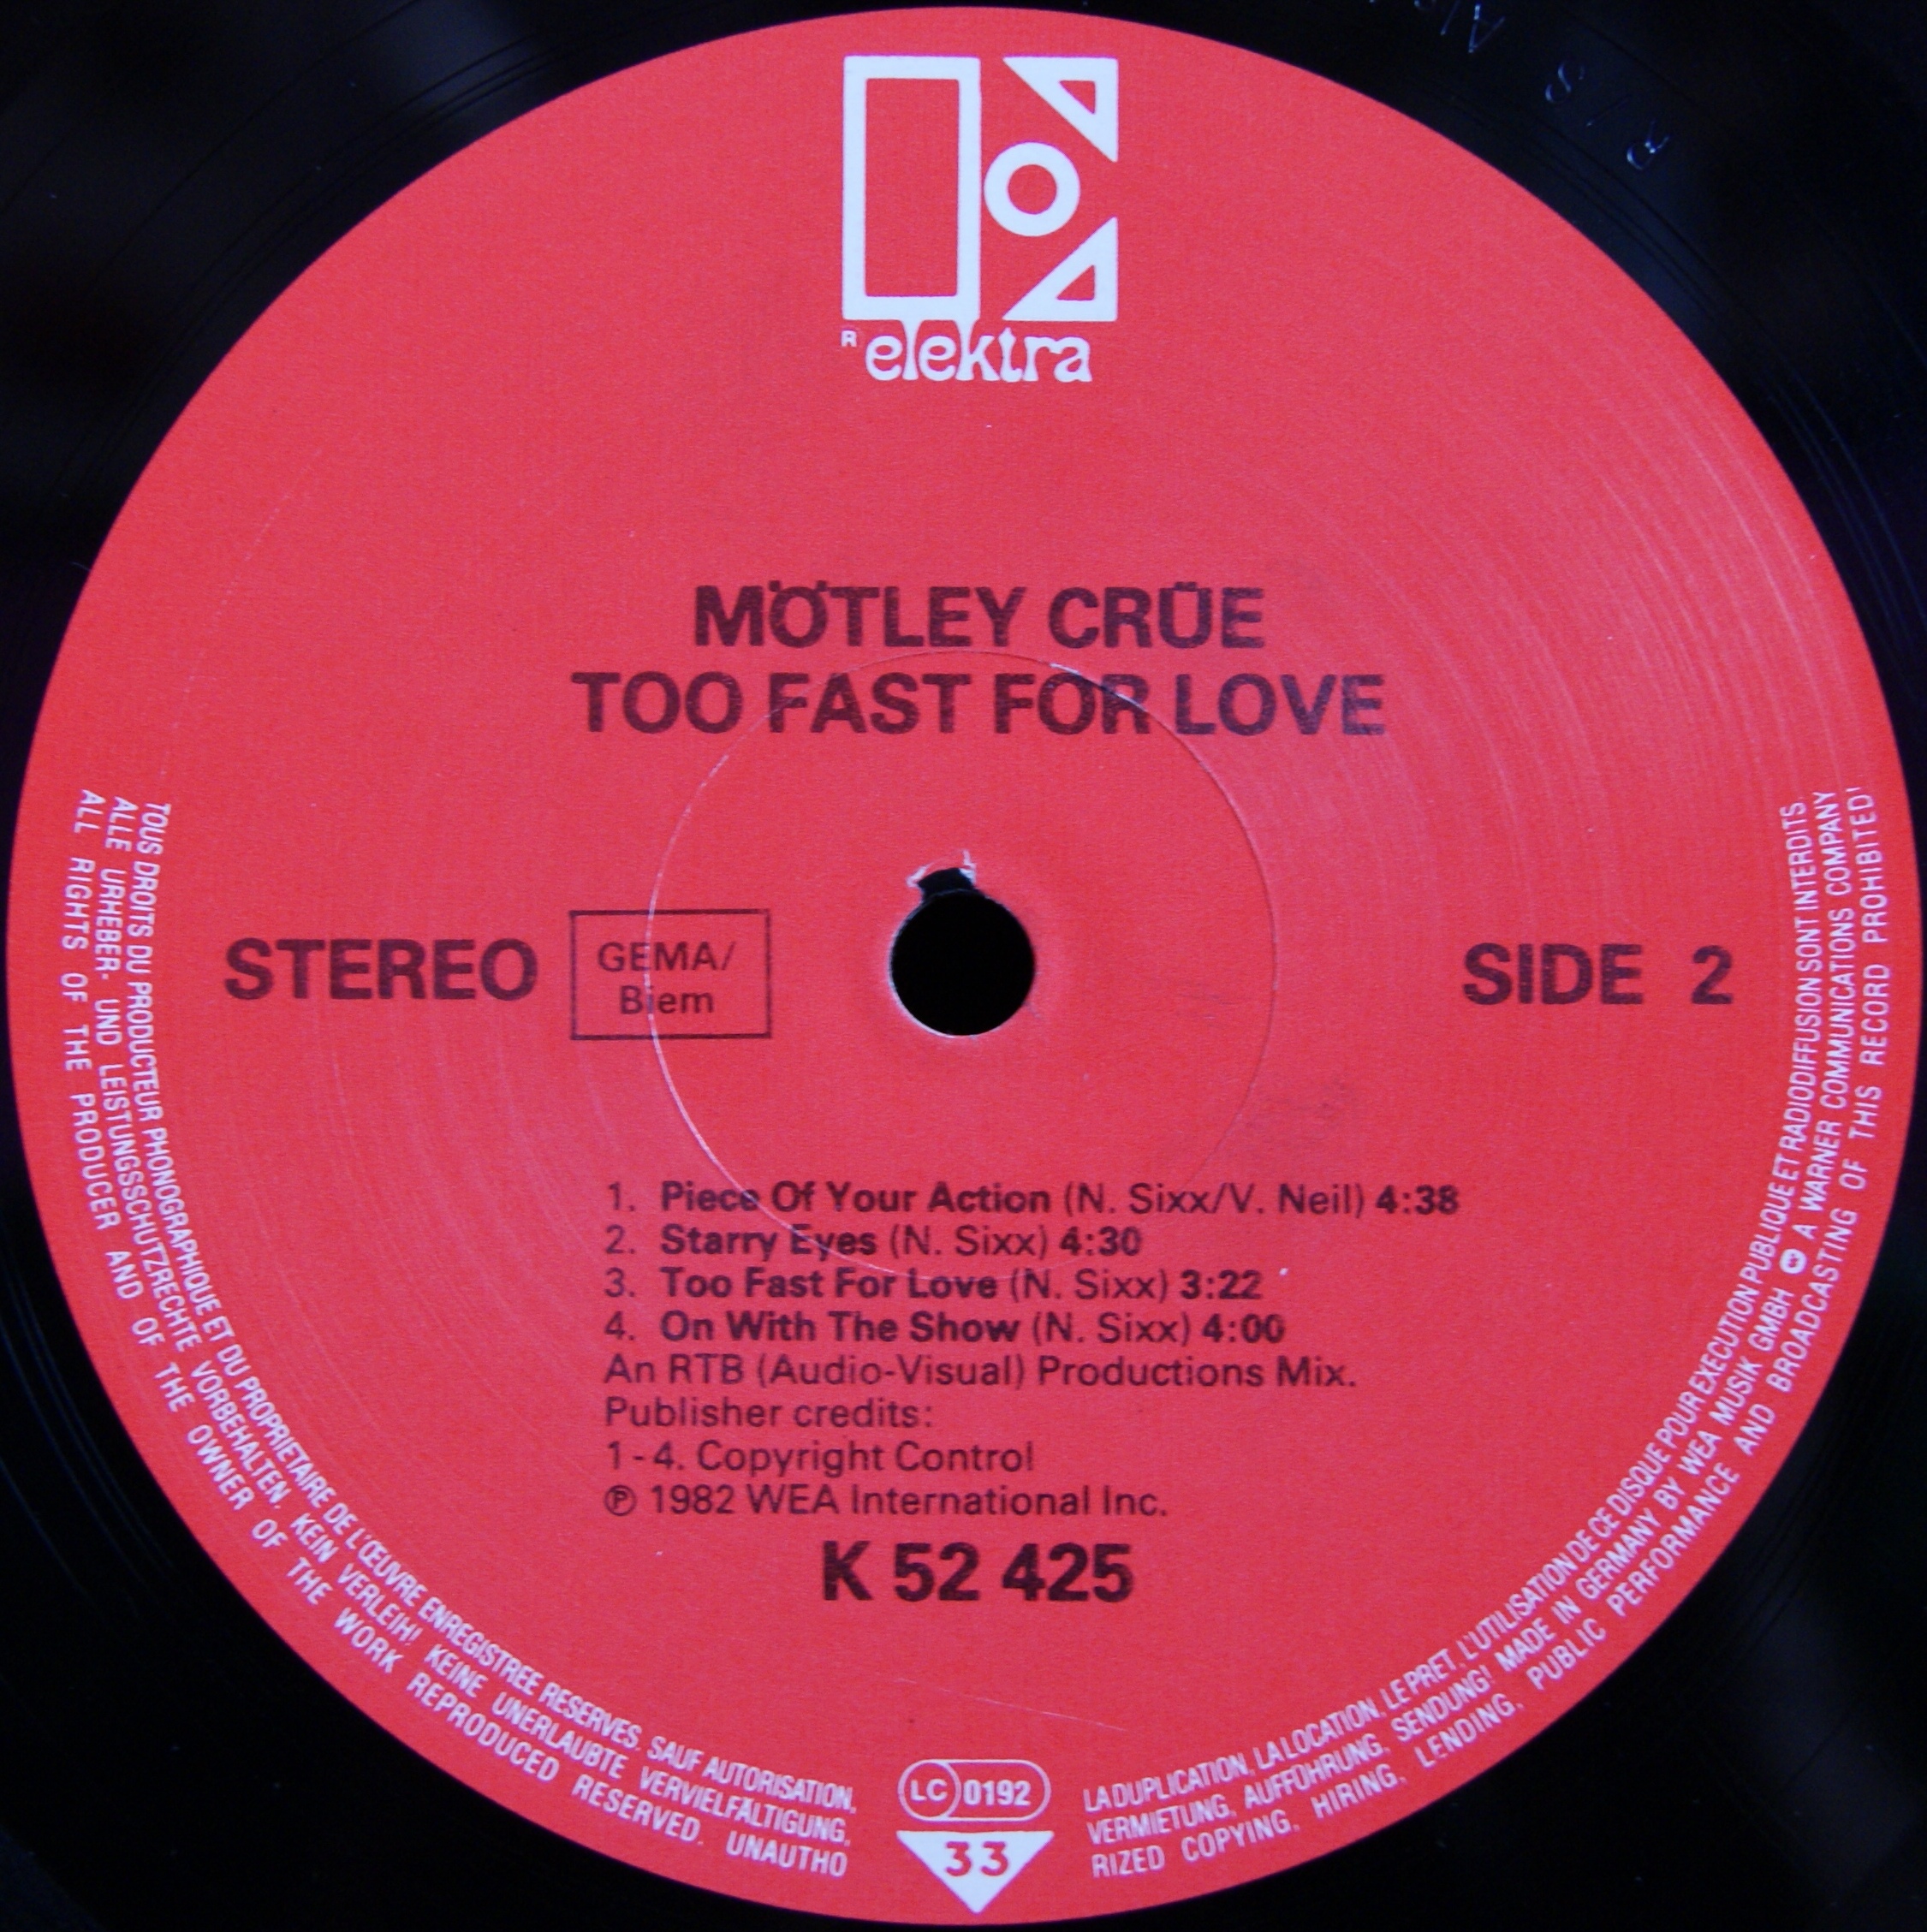 R elektra
MÖTLEY CRÜE
TOO FAST FOR LOVE
STEREO
GEMA/
Biem
SIDE 2
1. Piece Of Your Action (N. Sixx/V. Neil) 4:38
2. Starry Eyes (N. Sixx) 4:30
3. Too Fast For Love (N. Sixx) 3:22
4. On With The Show (N. Sixx) 4:00
An RTB (Audio-Visual) Productions Mix.
Publisher credits:
1-4. Copyright Control
℗ 1982 WEA International Inc.
K 52 425
TOUS DROITS DU PRODUCTEUR PHONOGRAPHIQUE ET DU PROPRIETAIRE DE L'ŒUVRE ENREGISTREE RESERVES. SAUF AUTORISATION, LA DUPLICATION, LA LOCATION, LE PRET, L'UTILISATION DE CE DISQUE POUR EXECUTION PUBLIQUE ET RADIODIFFUSION SONT INTERDITS.
ALLE URHEBER- UND LEISTUNGSSCHUTZRECHTE VORBEHALTEN. KEIN VERLEIH! KEINE UNERLAUBTE VERVIELFÄLTIGUNG, VERMIETUNG, AUFFÜHRUNG, SENDUNG! MADE IN GERMANY BY WEA MUSIK GMBH A WARNER COMMUNICATIONS COMPANY
ALL RIGHTS OF THE PRODUCER AND OF THE OWNER OF THE WORK REPRODUCED RESERVED. UNAUTHORIZED COPYING, HIRING, LENDING, PUBLIC PERFORMANCE AND BROADCASTING OF THIS RECORD PROHIBITED!
LC 0192
33